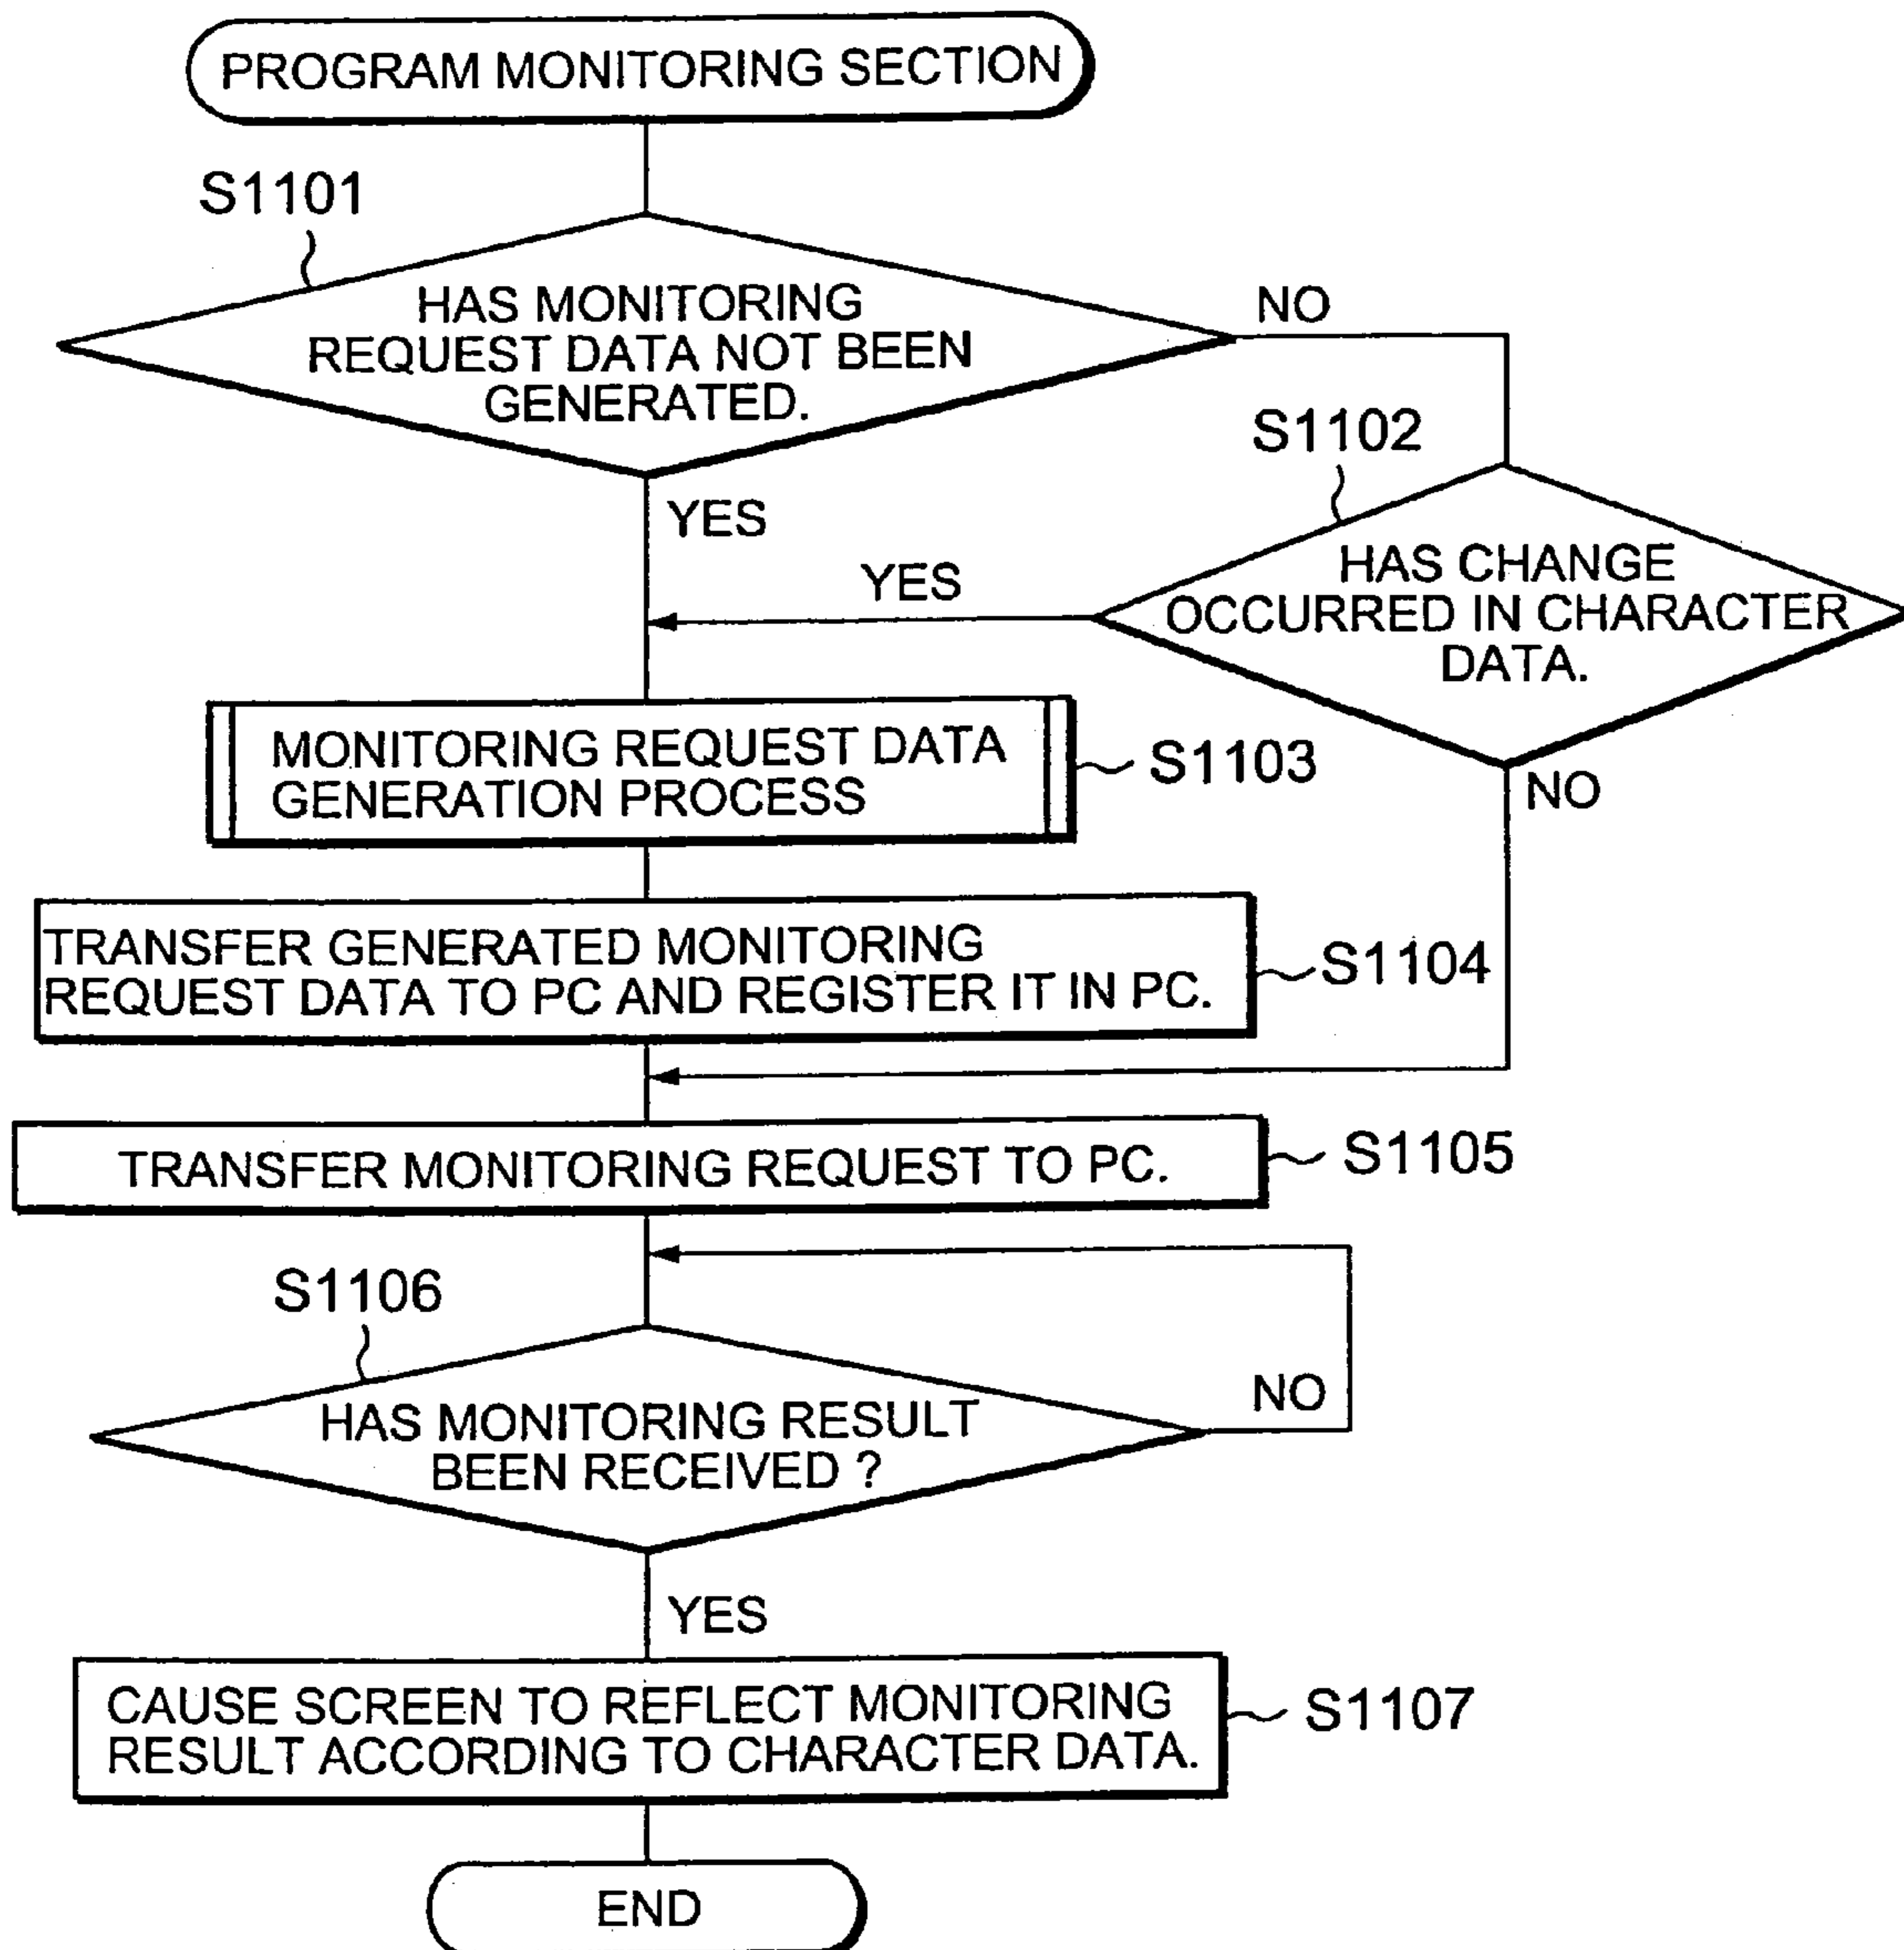 PROGRAM MONITORING SECTION
S1101
HAS MONITORING
REQUEST DATA NOT BEEN
GENERATED.
NO
S1102
YES
HAS CHANGE
OCCURRED IN CHARACTER
DATA.
YES
MONITORING REQUEST DATA
GENERATION PROCESS
S1103
NO
TRANSFER GENERATED MONITORING
REQUEST DATA TO PC AND REGISTER IT IN PC.
S1104
TRANSFER MONITORING REQUEST TO PC.
S1105
S1106
HAS MONITORING RESULT
BEEN RECEIVED ?
NO
YES
CAUSE SCREEN TO REFLECT MONITORING
RESULT ACCORDING TO CHARACTER DATA.
S1107
END